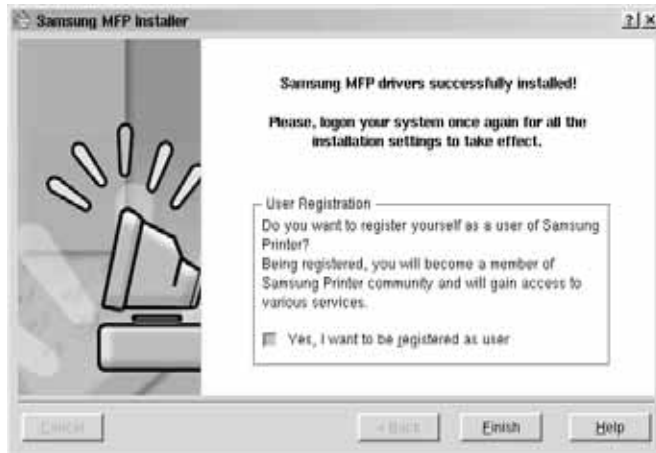 Samsung MFP Installer
? X
Samsung MFP drivers successfully installed!
Please, logon your system once again for all the
installation settings to take effect.
User Registration
Do you want to register yourself as a user of Samsung
Printer?
Being registered, you will become a member of
Samsung Printer community and will gain access to
various services.
Yes, I want to be registered as user
Cancel
< Back
Finish
Help